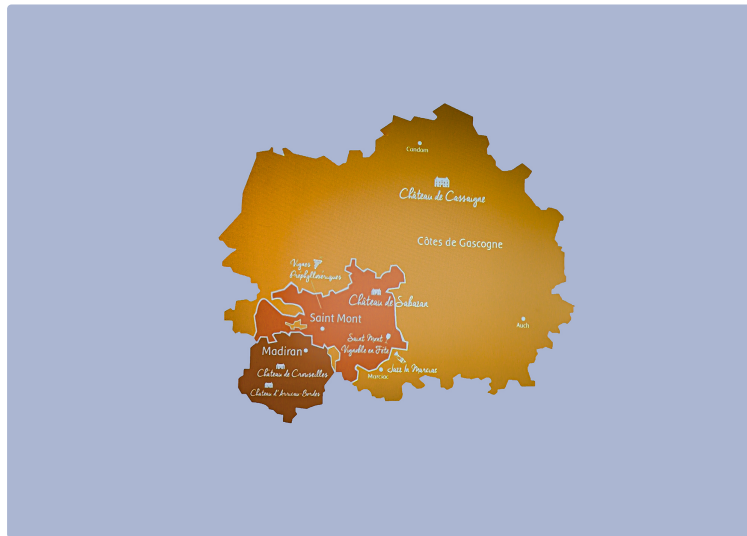 Condom
Château de Cassaigne
Côtes de Gascogne
Vignes
Préphylloxériques
Château de Sabazan
Saint Mont
Auch
Saint Mont
Vignoble en Fête
Madiran
Jazz in Marciac
Marciac
Château de Crouseilles
Château d'Arricau-Bordes